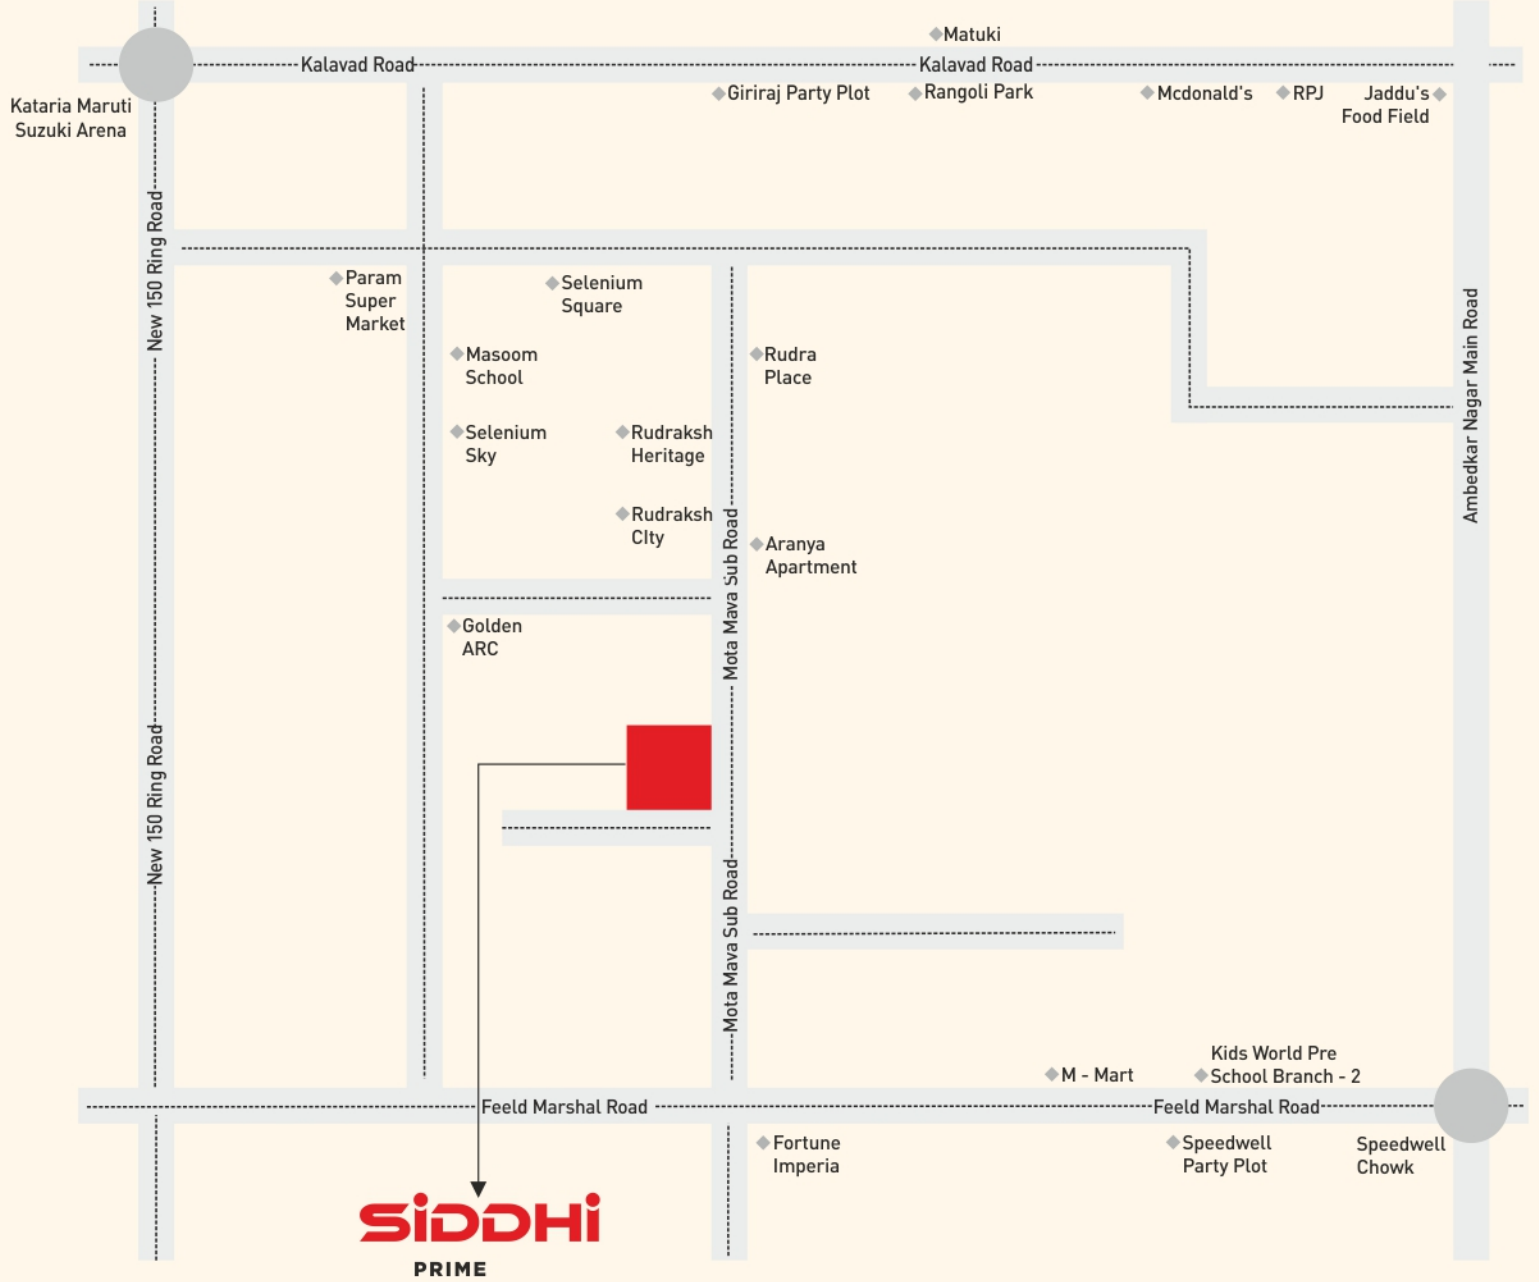 Matuki
Kalavad Road
Kalavad Road
Kataria Maruti
Suzuki Arena
Giriraj Party Plot
Rangoli Park
Mcdonald's
RPJ
Jaddu's
Food Field
New 150 Ring Road
Param
Super
Market
Selenium
Square
Masoom
School
Rudra
Place
Selenium
Sky
Rudraksh
Heritage
Ambedkar Nagar Main Road
Rudraksh
CIty
Mota Mava Sub Road
Aranya
Apartment
Golden
ARC
New 150 Ring Road
Mota Mava Sub Road
M - Mart
Kids World Pre
School Branch - 2
Feeld Marshal Road
Feeld Marshal Road
Fortune
Imperia
Speedwell
Party Plot
Speedwell
Chowk
SiDDHi
PRIME